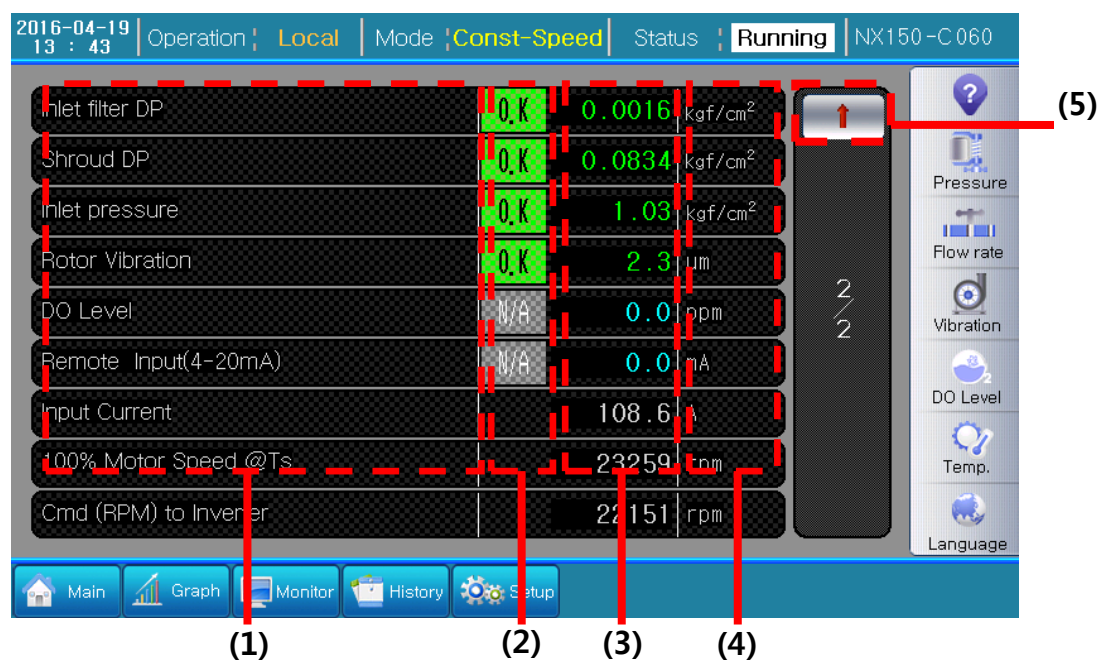 2016-04-19
13 : 43
Operation ¦ Local
Mode ¦ Const-Speed
Status ¦ Running
NX150-C060
Inlet filter DP O.K 0.0016 kgf/cm²
Shroud DP O.K 0.0834 kgf/cm²
Inlet pressure O.K 1.03 kgf/cm²
Rotor Vibration O.K 2.3 um
DO Level N/A 0.0 ppm
Remote Input(4-20mA) N/A 0.0 mA
Input Current 108.6 A
100% Motor Speed @Ts 23259 rpm
Cmd (RPM) to Inverter 22151 rpm
↑
2/2
?
Pressure
Flow rate
Vibration
DO Level
Temp.
Language
Main
Graph
Monitor
History
Setup
(1)
(2)
(3)
(4)
(5)